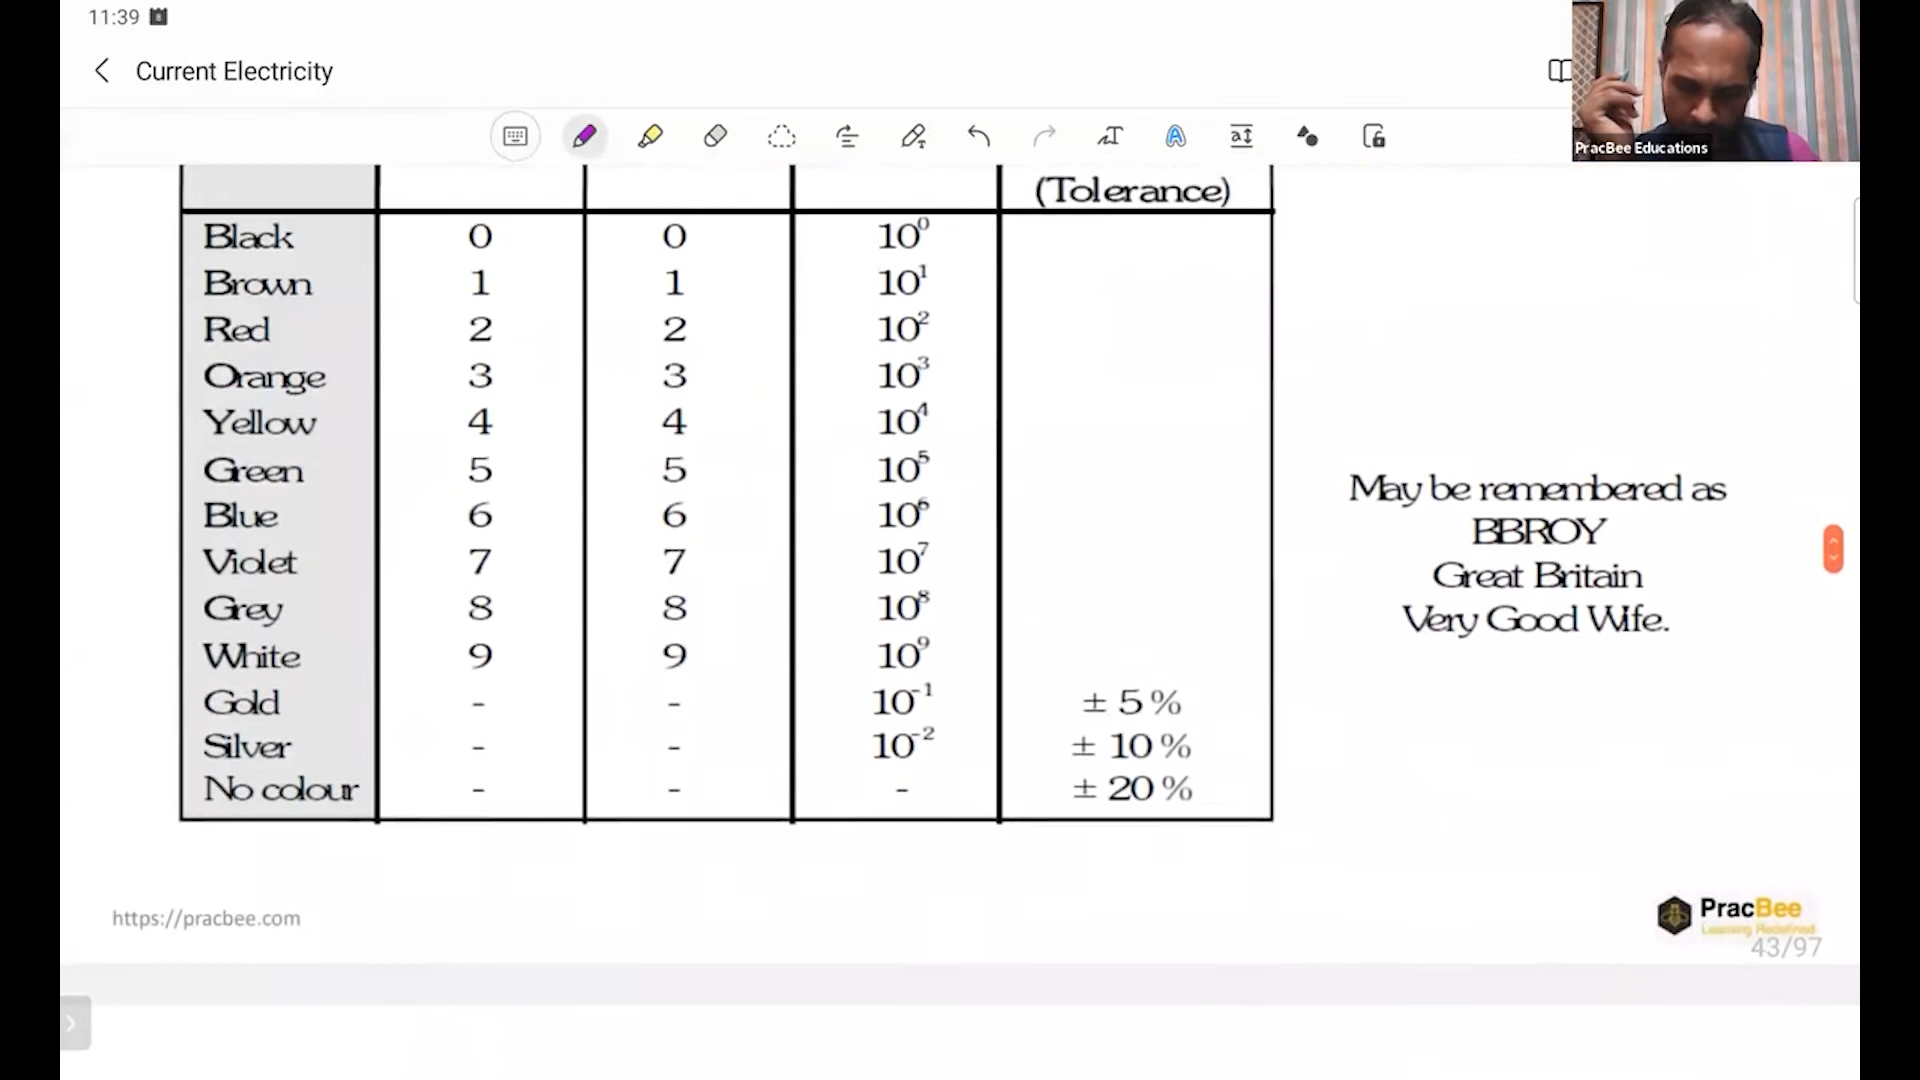 11:39
Current Electricity
PracBee Educations
(Tolerance)
Black 0 0 10⁰
Brown 1 1 10¹
Red 2 2 10²
Orange 3 3 10³
Yellow 4 4 10⁴
Green 5 5 10⁵
Blue 6 6 10⁶
Violet 7 7 10⁷
Grey 8 8 10⁸
White 9 9 10⁹
Gold - - 10⁻¹ ± 5 %
Silver - - 10⁻² ± 10 %
No colour - - - ± 20 %
May be remembered as
BBROY
Great Britain
Very Good Wife.
https://pracbee.com
PracBee
Learning Redefined
43/97